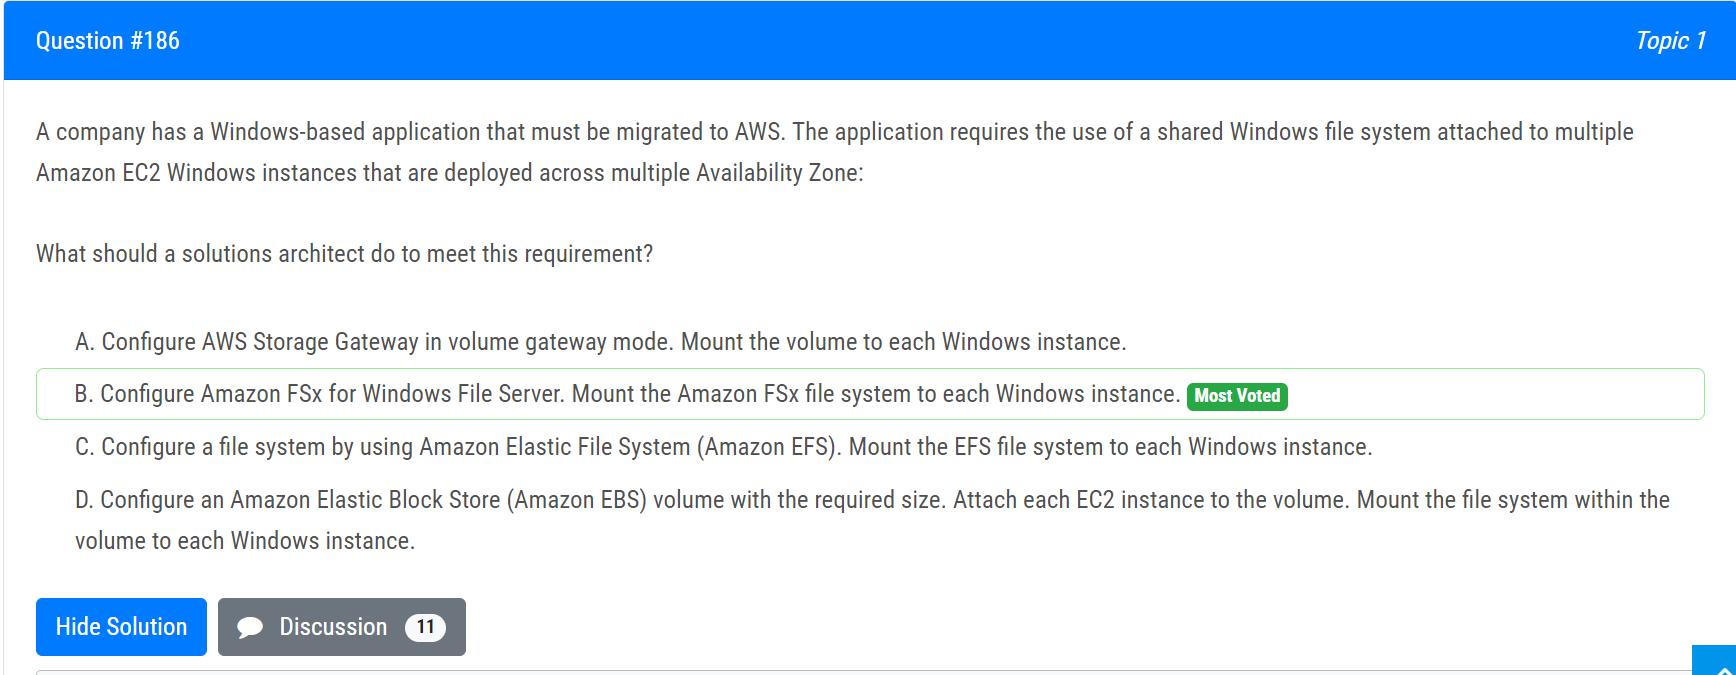 Question #186
Topic 1
A company has a Windows-based application that must be migrated to AWS. The application requires the use of a shared Windows file system attached to multiple
Amazon EC2 Windows instances that are deployed across multiple Availability Zone:
What should a solutions architect do to meet this requirement?
A. Configure AWS Storage Gateway in volume gateway mode. Mount the volume to each Windows instance.
B. Configure Amazon FSx for Windows File Server. Mount the Amazon FSx file system to each Windows instance. Most Voted
C. Configure a file system by using Amazon Elastic File System (Amazon EFS). Mount the EFS file system to each Windows instance.
D. Configure an Amazon Elastic Block Store (Amazon EBS) volume with the required size. Attach each EC2 instance to the volume. Mount the file system within the
volume to each Windows instance.
Hide Solution
Discussion 11